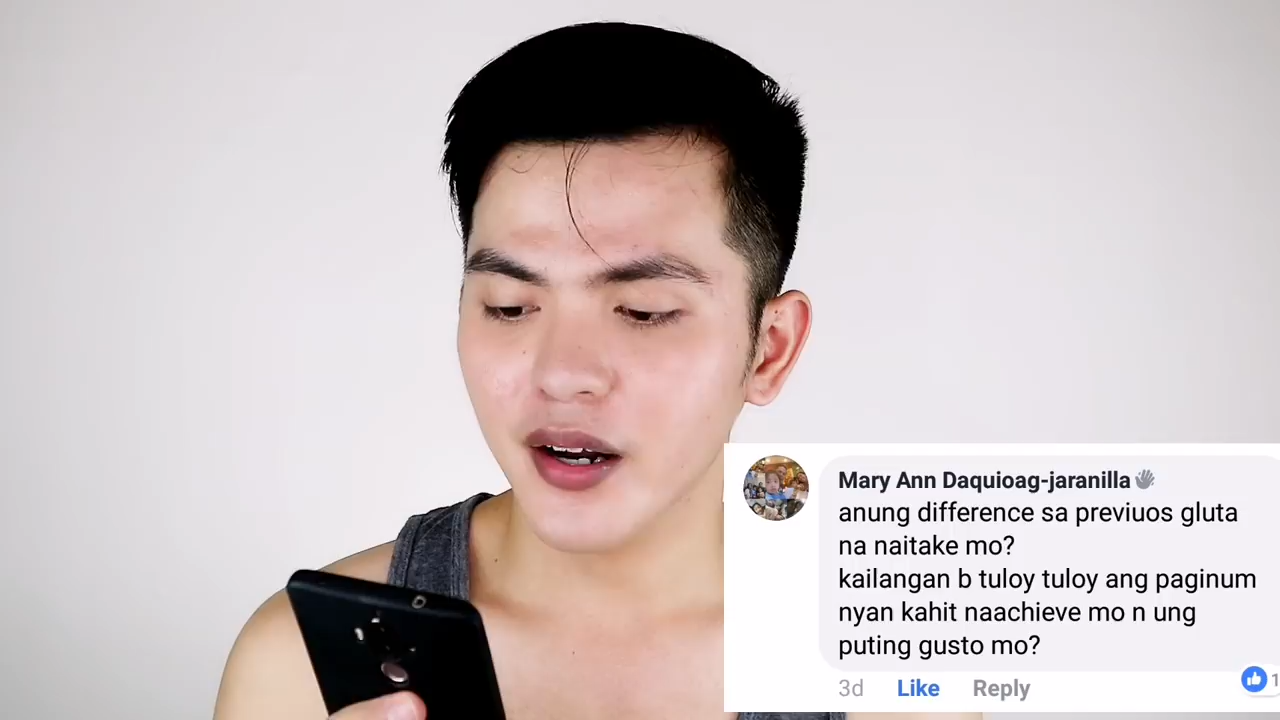 Mary Ann Daquioag-jaranilla
anung difference sa previuos gluta
na naitake mo?
kailangan b tuloy tuloy ang paginum
nyan kahit naachieve mo n ung
puting gusto mo?
3d Like Reply 1